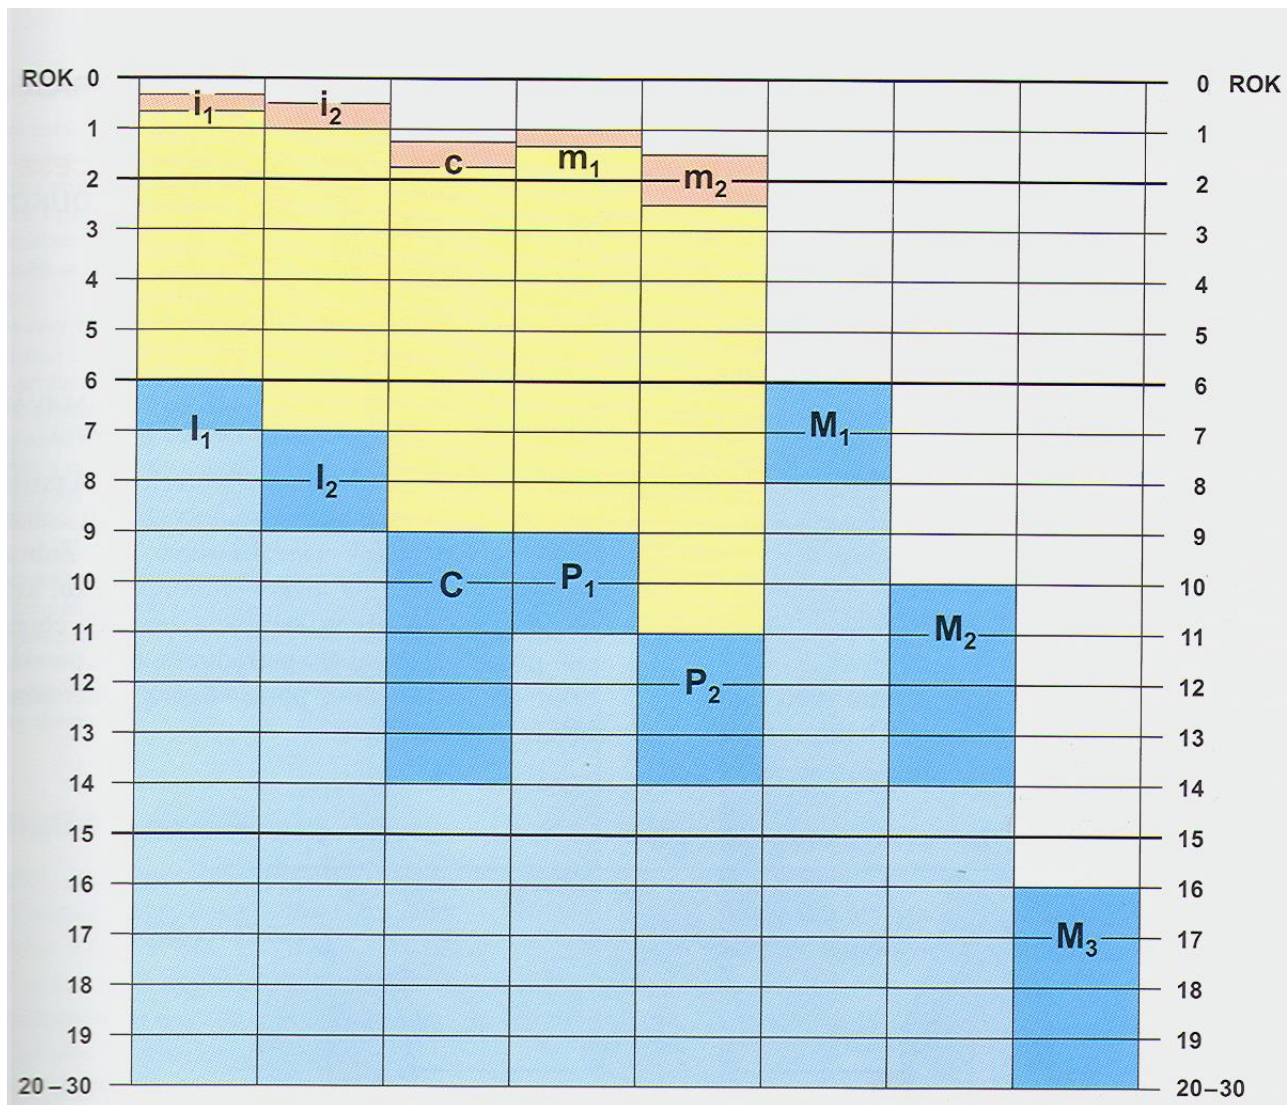 ROK 0 0 ROK
i₁ i₂
1 1
c m₁
m₂
2 2
3 3
4 4
5 5
6 6
I₁ M₁
7 7
8 I₂ 8
9 9
10 C P₁ 10
11 M₂ 11
12 P₂ 12
13 13
14 14
15 15
16 16
17 M₃ 17
18 18
19 19
20–30 20–30